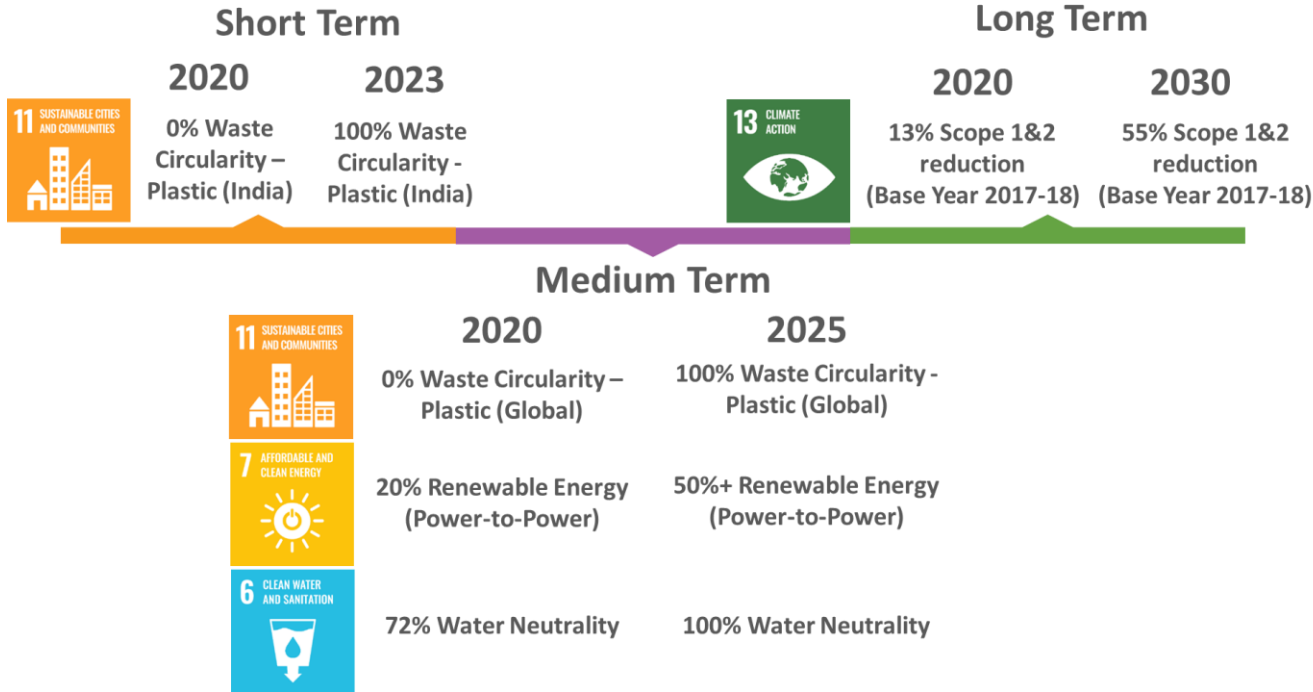 Short Term
2020
2023
11 SUSTAINABLE CITIES
AND COMMUNITIES
0% Waste
Circularity –
Plastic (India)
100% Waste
Circularity -
Plastic (India)
Long Term
2020
2030
13 CLIMATE
ACTION
13% Scope 1&2
reduction
(Base Year 2017-18)
55% Scope 1&2
reduction
(Base Year 2017-18)
Medium Term
2020
2025
11 SUSTAINABLE CITIES
AND COMMUNITIES
0% Waste Circularity –
Plastic (Global)
100% Waste Circularity -
Plastic (Global)
7 AFFORDABLE AND
CLEAN ENERGY
20% Renewable Energy
(Power-to-Power)
50%+ Renewable Energy
(Power-to-Power)
6 CLEAN WATER
AND SANITATION
72% Water Neutrality
100% Water Neutrality